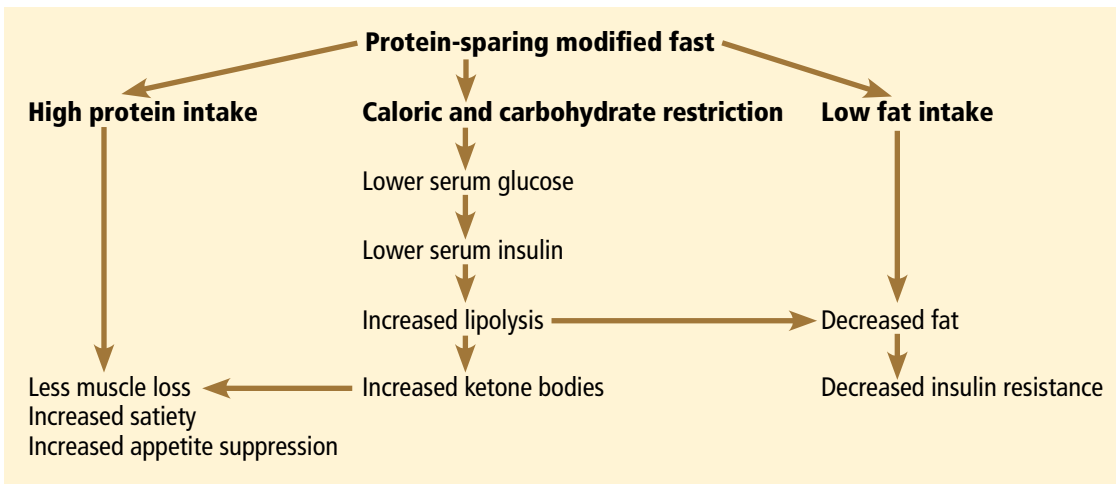 Protein-sparing modified fast
High protein intake
Caloric and carbohydrate restriction
Low fat intake
Lower serum glucose
Lower serum insulin
Increased lipolysis
Decreased fat
Less muscle loss
Increased satiety
Increased appetite suppression
Increased ketone bodies
Decreased insulin resistance